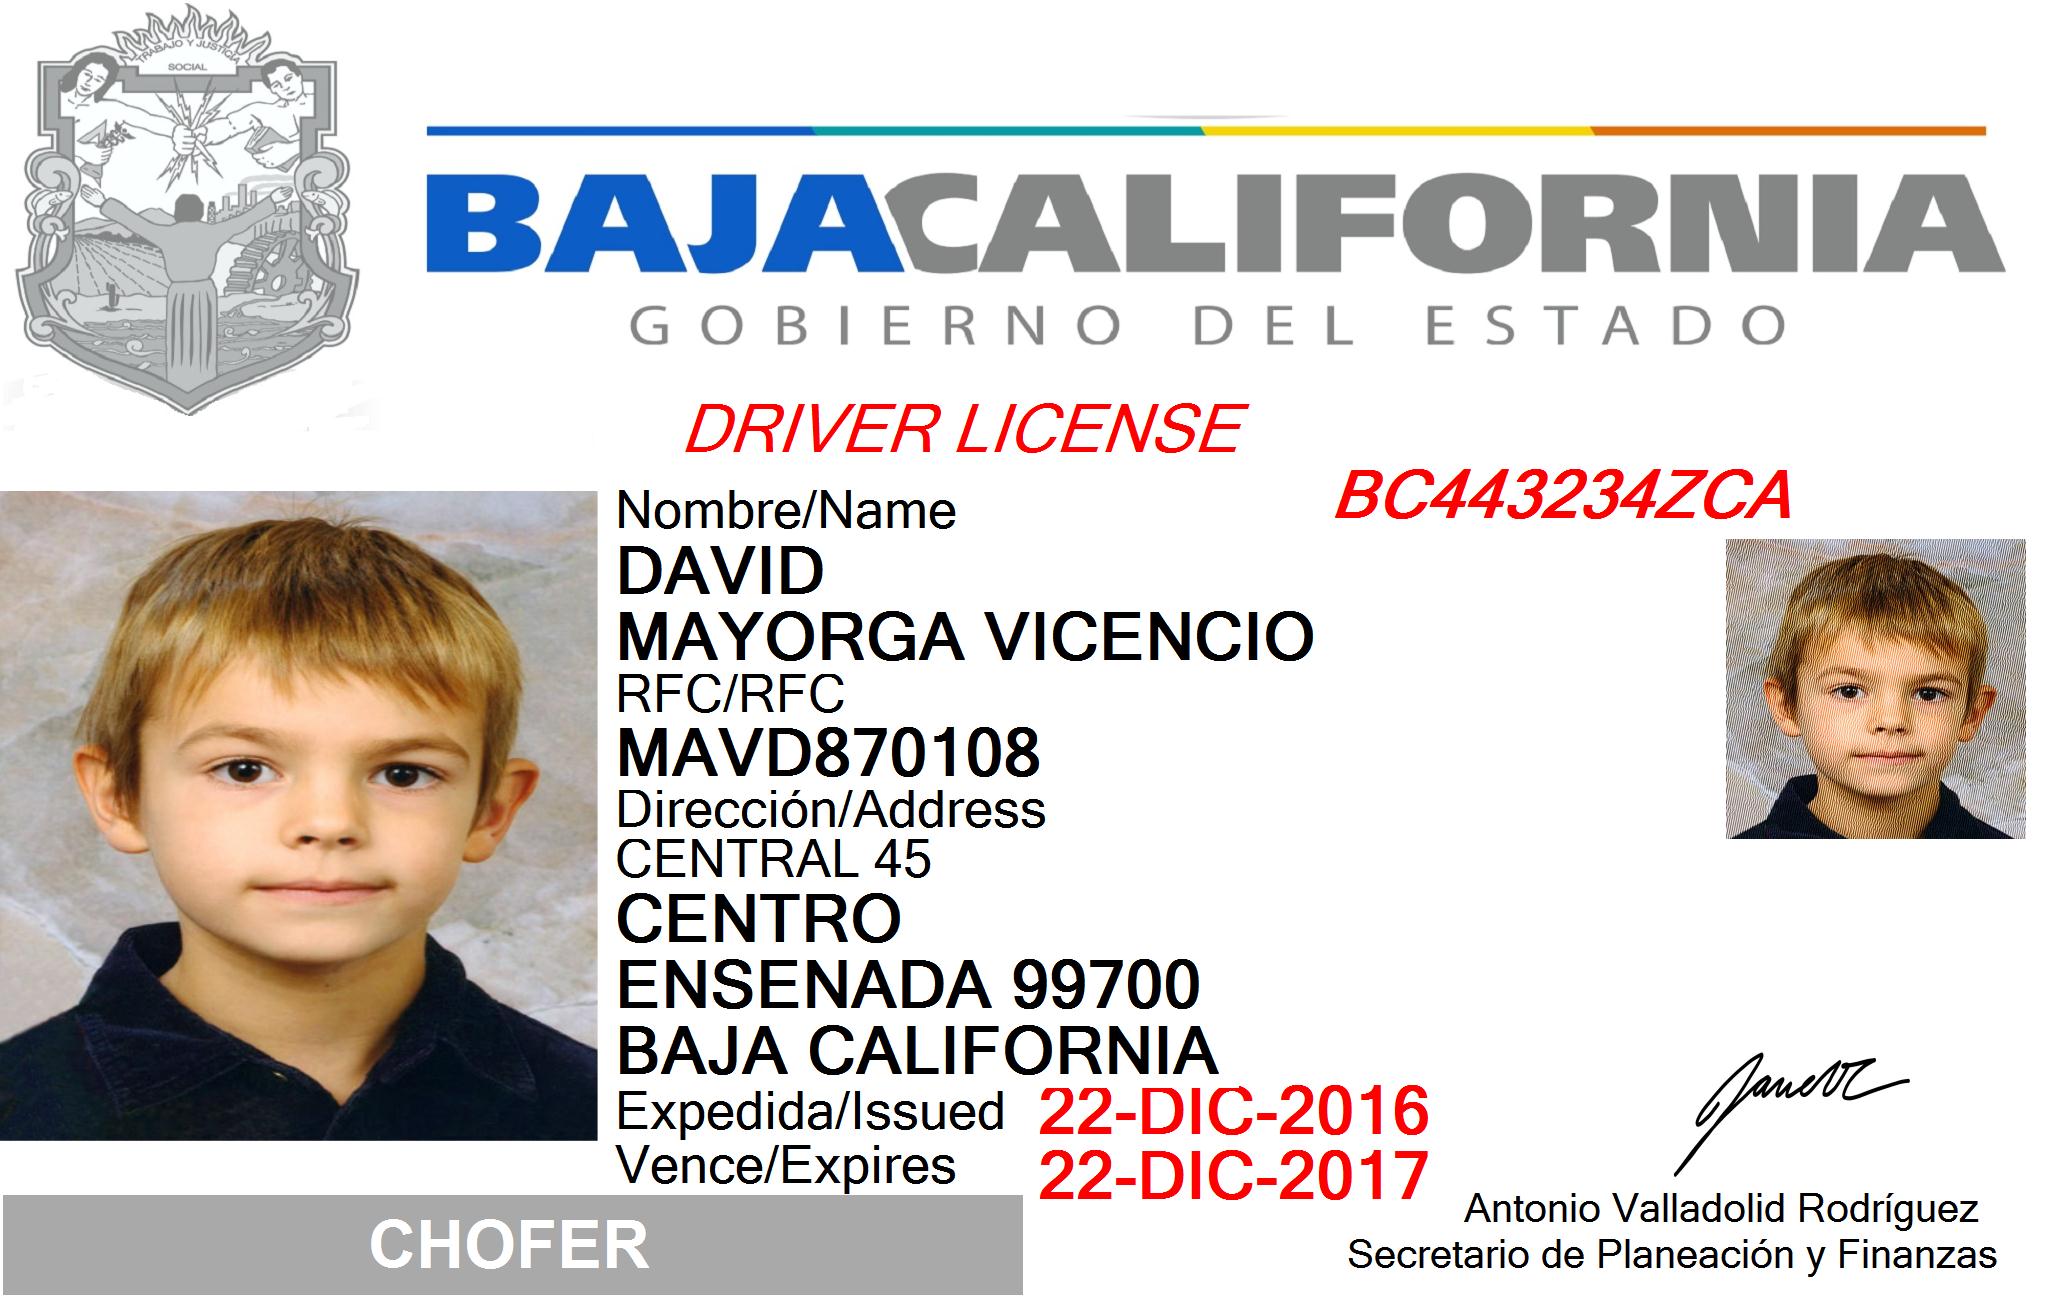 TRABAJO Y JUSTICIA
SOCIAL
BAJACALIFORNIA
GOBIERNO DEL ESTADO
DRIVER LICENSE
BC443234ZCA
Nombre/Name
DAVID
MAYORGA VICENCIO
RFC/RFC
MAVD870108
Dirección/Address
CENTRAL 45
CENTRO
ENSENADA 99700
BAJA CALIFORNIA
Expedida/Issued 22-DIC-2016
Vence/Expires 22-DIC-2017
CHOFER
Antonio Valladolid Rodríguez
Secretario de Planeación y Finanzas